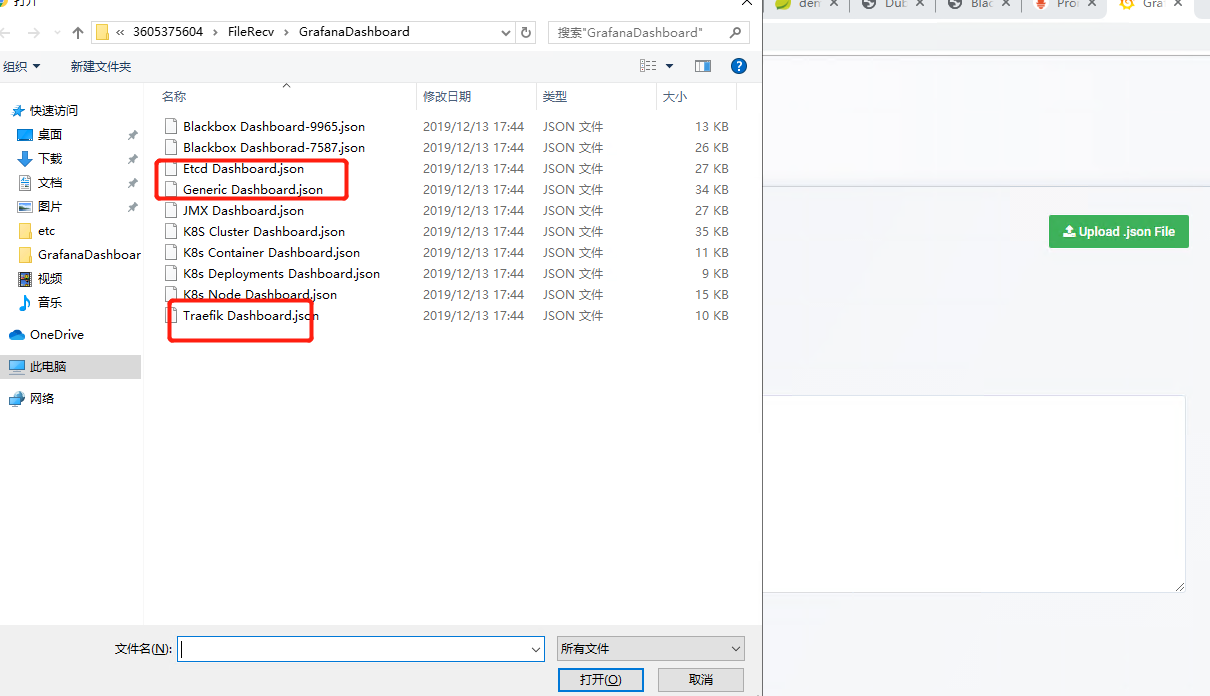 打开
den
Dub
Blac
Pro
Gra
« 3605375604 › FileRecv › GrafanaDashboard
搜索"GrafanaDashboard"
组织
新建文件夹
名称 修改日期 类型 大小
快速访问
桌面
下载
文档
图片
etc
GrafanaDashboar
视频
音乐
OneDrive
此电脑
网络
Blackbox Dashboard-9965.json 2019/12/13 17:44 JSON 文件 13 KB
Blackbox Dashborad-7587.json 2019/12/13 17:44 JSON 文件 26 KB
Etcd Dashboard.json 2019/12/13 17:44 JSON 文件 27 KB
Generic Dashboard.json 2019/12/13 17:44 JSON 文件 34 KB
JMX Dashboard.json 2019/12/13 17:44 JSON 文件 27 KB
K8S Cluster Dashboard.json 2019/12/13 17:44 JSON 文件 35 KB
K8s Container Dashboard.json 2019/12/13 17:44 JSON 文件 11 KB
K8s Deployments Dashboard.json 2019/12/13 17:44 JSON 文件 9 KB
K8s Node Dashboard.json 2019/12/13 17:44 JSON 文件 15 KB
Traefik Dashboard.json 2019/12/13 17:44 JSON 文件 10 KB
Upload .json File
文件名(N):
所有文件
打开(O)
取消